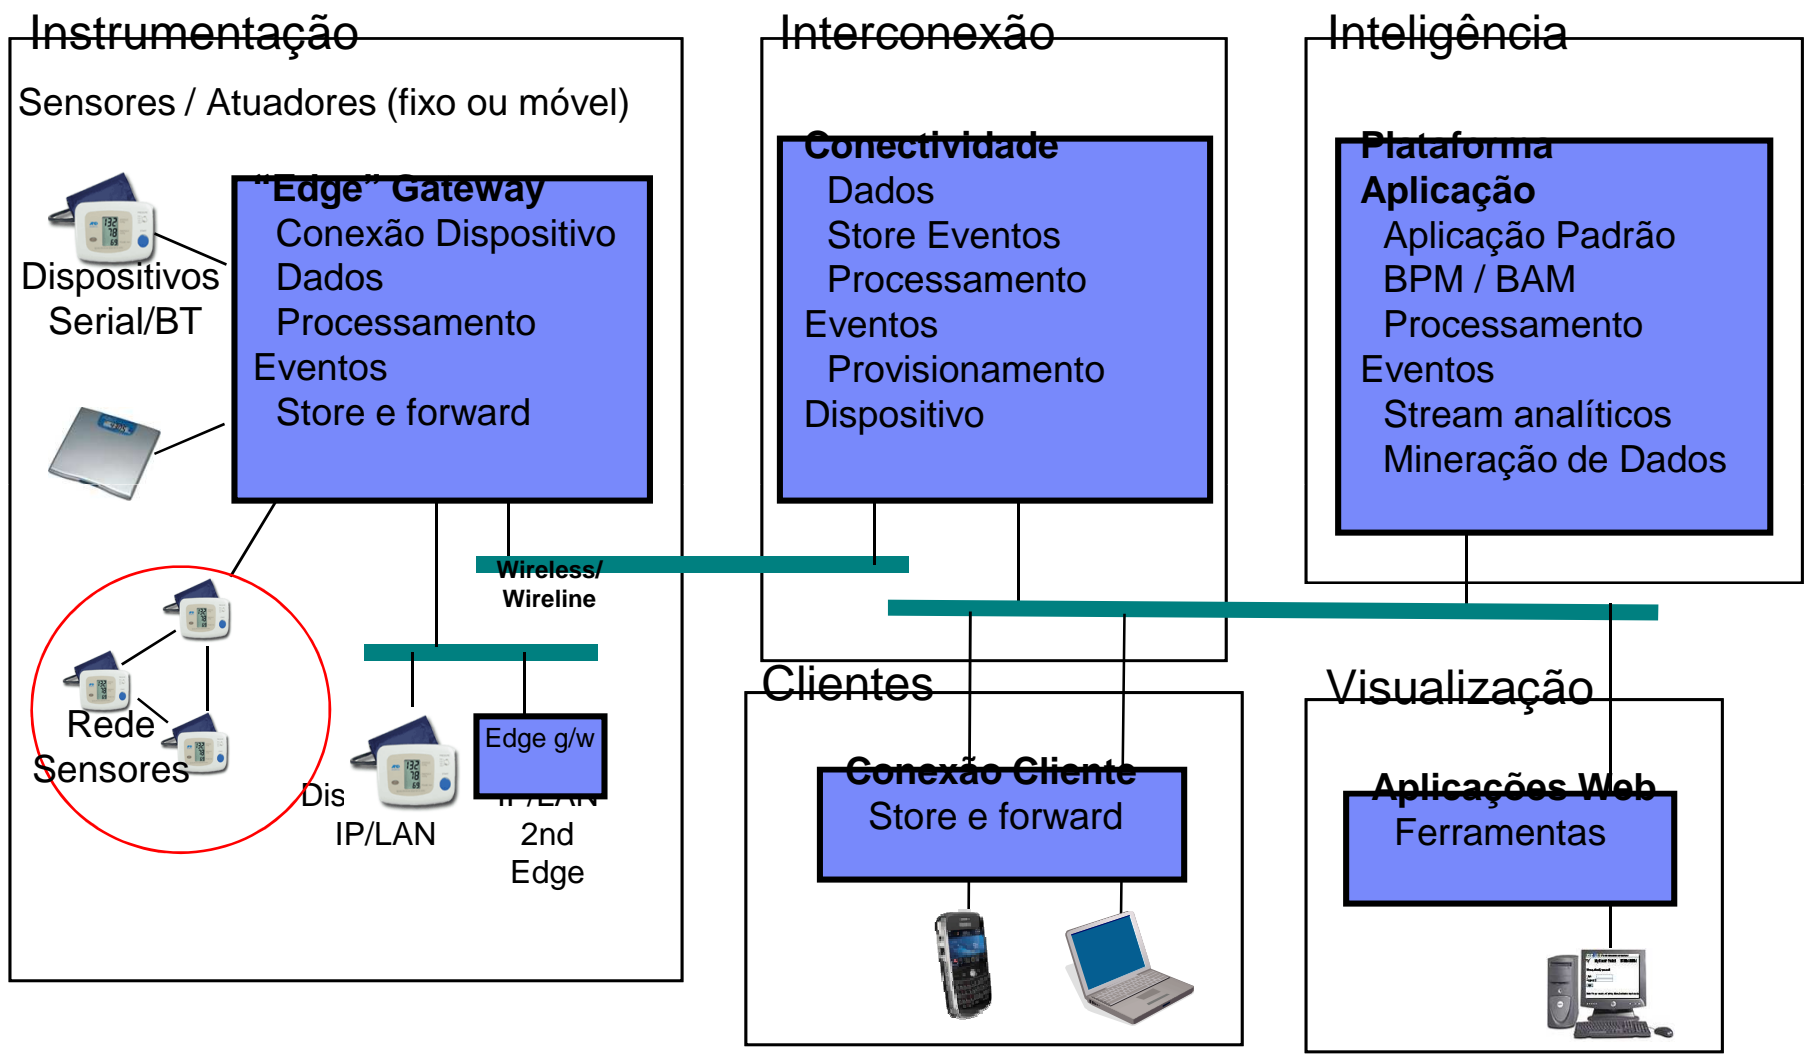 Instrumentação
Sensores / Atuadores (fixo ou móvel)
“Edge” Gateway
Conexão Dispositivo
Dados
Processamento
Eventos
Store e forward
Dispositivos
Serial/BT
Rede
Sensores
Wireless/
Wireline
Dis
IP/LAN
Edge g/w
IP/LAN
2nd
Edge
Interconexão
Conectividade
Dados
Store Eventos
Processamento
Eventos
Provisionamento
Dispositivo
Inteligência
Plataforma
Aplicação
Aplicação Padrão
BPM / BAM
Processamento
Eventos
Stream analíticos
Mineração de Dados
Clientes
Conexão Cliente
Store e forward
Visualização
Aplicações Web
Ferramentas